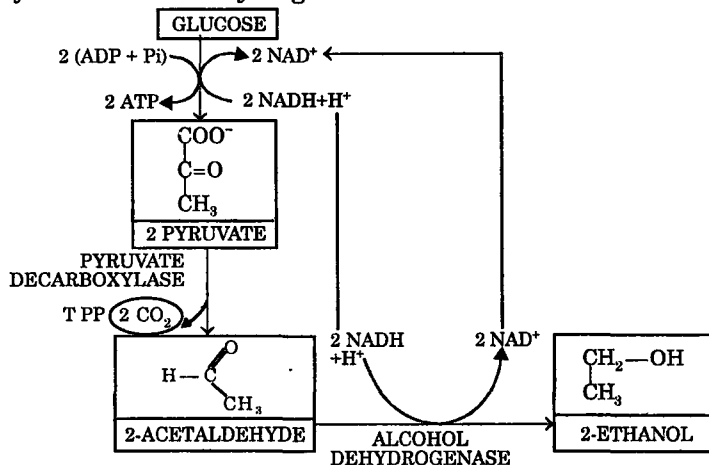 GLUCOSE
2 (ADP + Pi)
2 NAD⁺
2 ATP
2 NADH+H⁺
COO⁻
C=O
CH₃
2 PYRUVATE
PYRUVATE
DECARBOXYLASE
T PP
2 CO₂
2 NADH
+H⁺
2 NAD⁺
O
H—C
CH₃
2-ACETALDEHYDE
ALCOHOL
DEHYDROGENASE
CH₂—OH
CH₃
2-ETHANOL